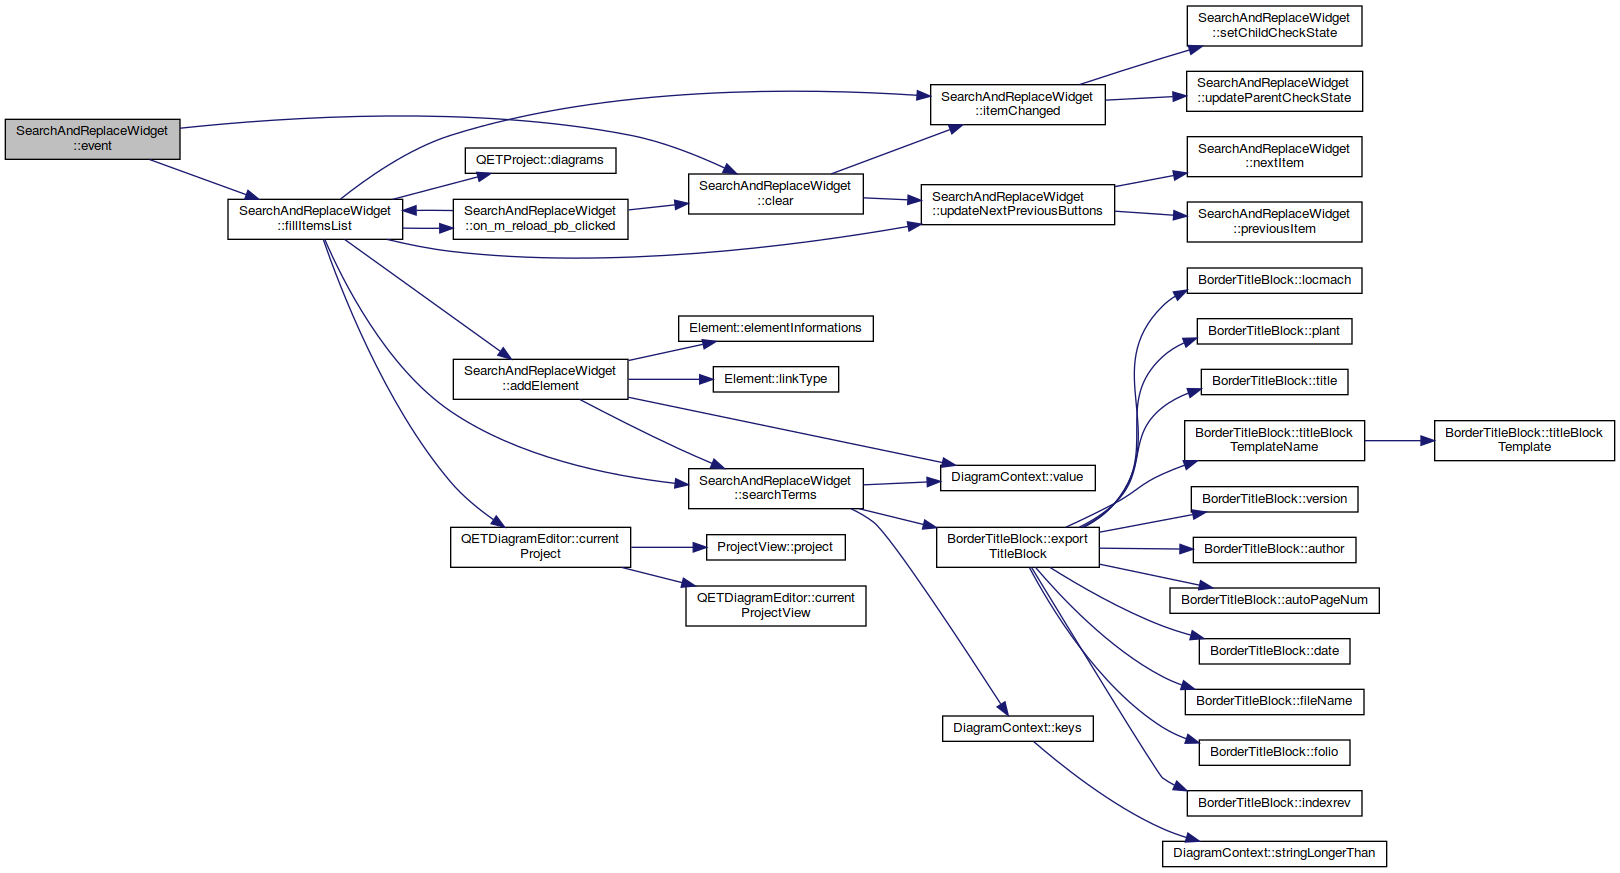 SearchAndReplaceWidget
::event
SearchAndReplaceWidget
::fillItemsList
QETProject::diagrams
SearchAndReplaceWidget
::on_m_reload_pb_clicked
SearchAndReplaceWidget
::addElement
QETDiagramEditor::current
Project
SearchAndReplaceWidget
::clear
Element::elementInformations
Element::linkType
SearchAndReplaceWidget
::searchTerms
ProjectView::project
QETDiagramEditor::current
ProjectView
SearchAndReplaceWidget
::itemChanged
SearchAndReplaceWidget
::updateNextPreviousButtons
DiagramContext::value
BorderTitleBlock::export
TitleBlock
DiagramContext::keys
SearchAndReplaceWidget
::setChildCheckState
SearchAndReplaceWidget
::updateParentCheckState
SearchAndReplaceWidget
::nextItem
SearchAndReplaceWidget
::previousItem
BorderTitleBlock::locmach
BorderTitleBlock::plant
BorderTitleBlock::title
BorderTitleBlock::titleBlock
TemplateName
BorderTitleBlock::version
BorderTitleBlock::author
BorderTitleBlock::autoPageNum
BorderTitleBlock::date
BorderTitleBlock::fileName
BorderTitleBlock::folio
BorderTitleBlock::indexrev
DiagramContext::stringLongerThan
BorderTitleBlock::titleBlock
Template